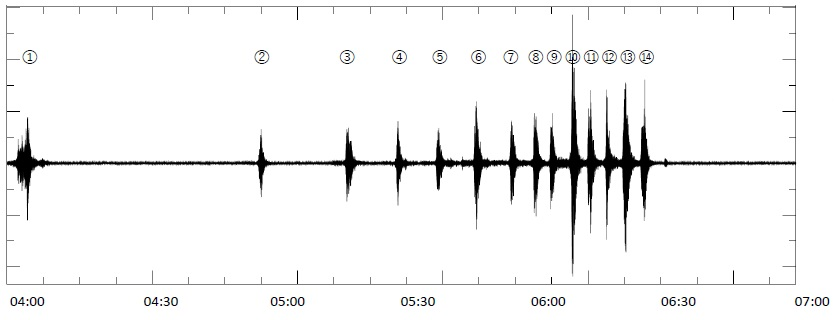 ① ② ③ ④ ⑤ ⑥ ⑦ ⑧ ⑨ ⑩ ⑪ ⑫ ⑬ ⑭
04:00 04:30 05:00 05:30 06:00 06:30 07:00